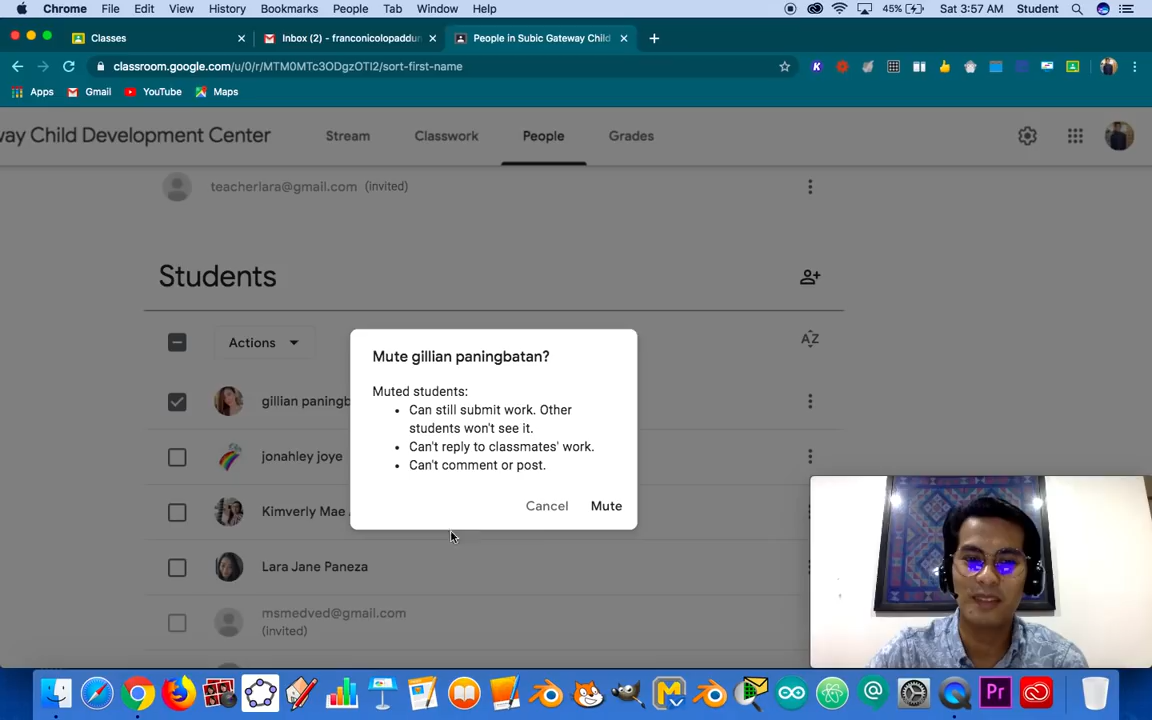 Chrome File Edit View History Bookmarks People Tab Window Help 45% Sat 3:57 AM Student
Classes Inbox (2) - franconicolopaddun People in Subic Gateway Child
classroom.google.com/u/0/r/MTM0MTc3ODgzOTI2/sort-first-name
Apps Gmail YouTube Maps
way Child Development Center Stream Classwork People Grades
teacherlara@gmail.com (invited)
Students
Actions
AZ
Mute gillian paningbatan?
Muted students:
• Can still submit work. Other
students won't see it.
• Can't reply to classmates' work.
• Can't comment or post.
Cancel Mute
gillian paningb
jonahley joye
Kimverly Mae
Lara Jane Paneza
msmedved@gmail.com
(invited)
Pr